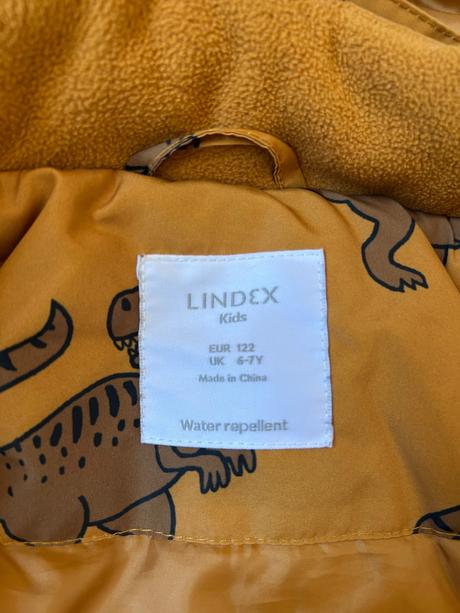 LINDEX
Kids
EUR 122
UK 6-7Y
Made in China
Water repellent